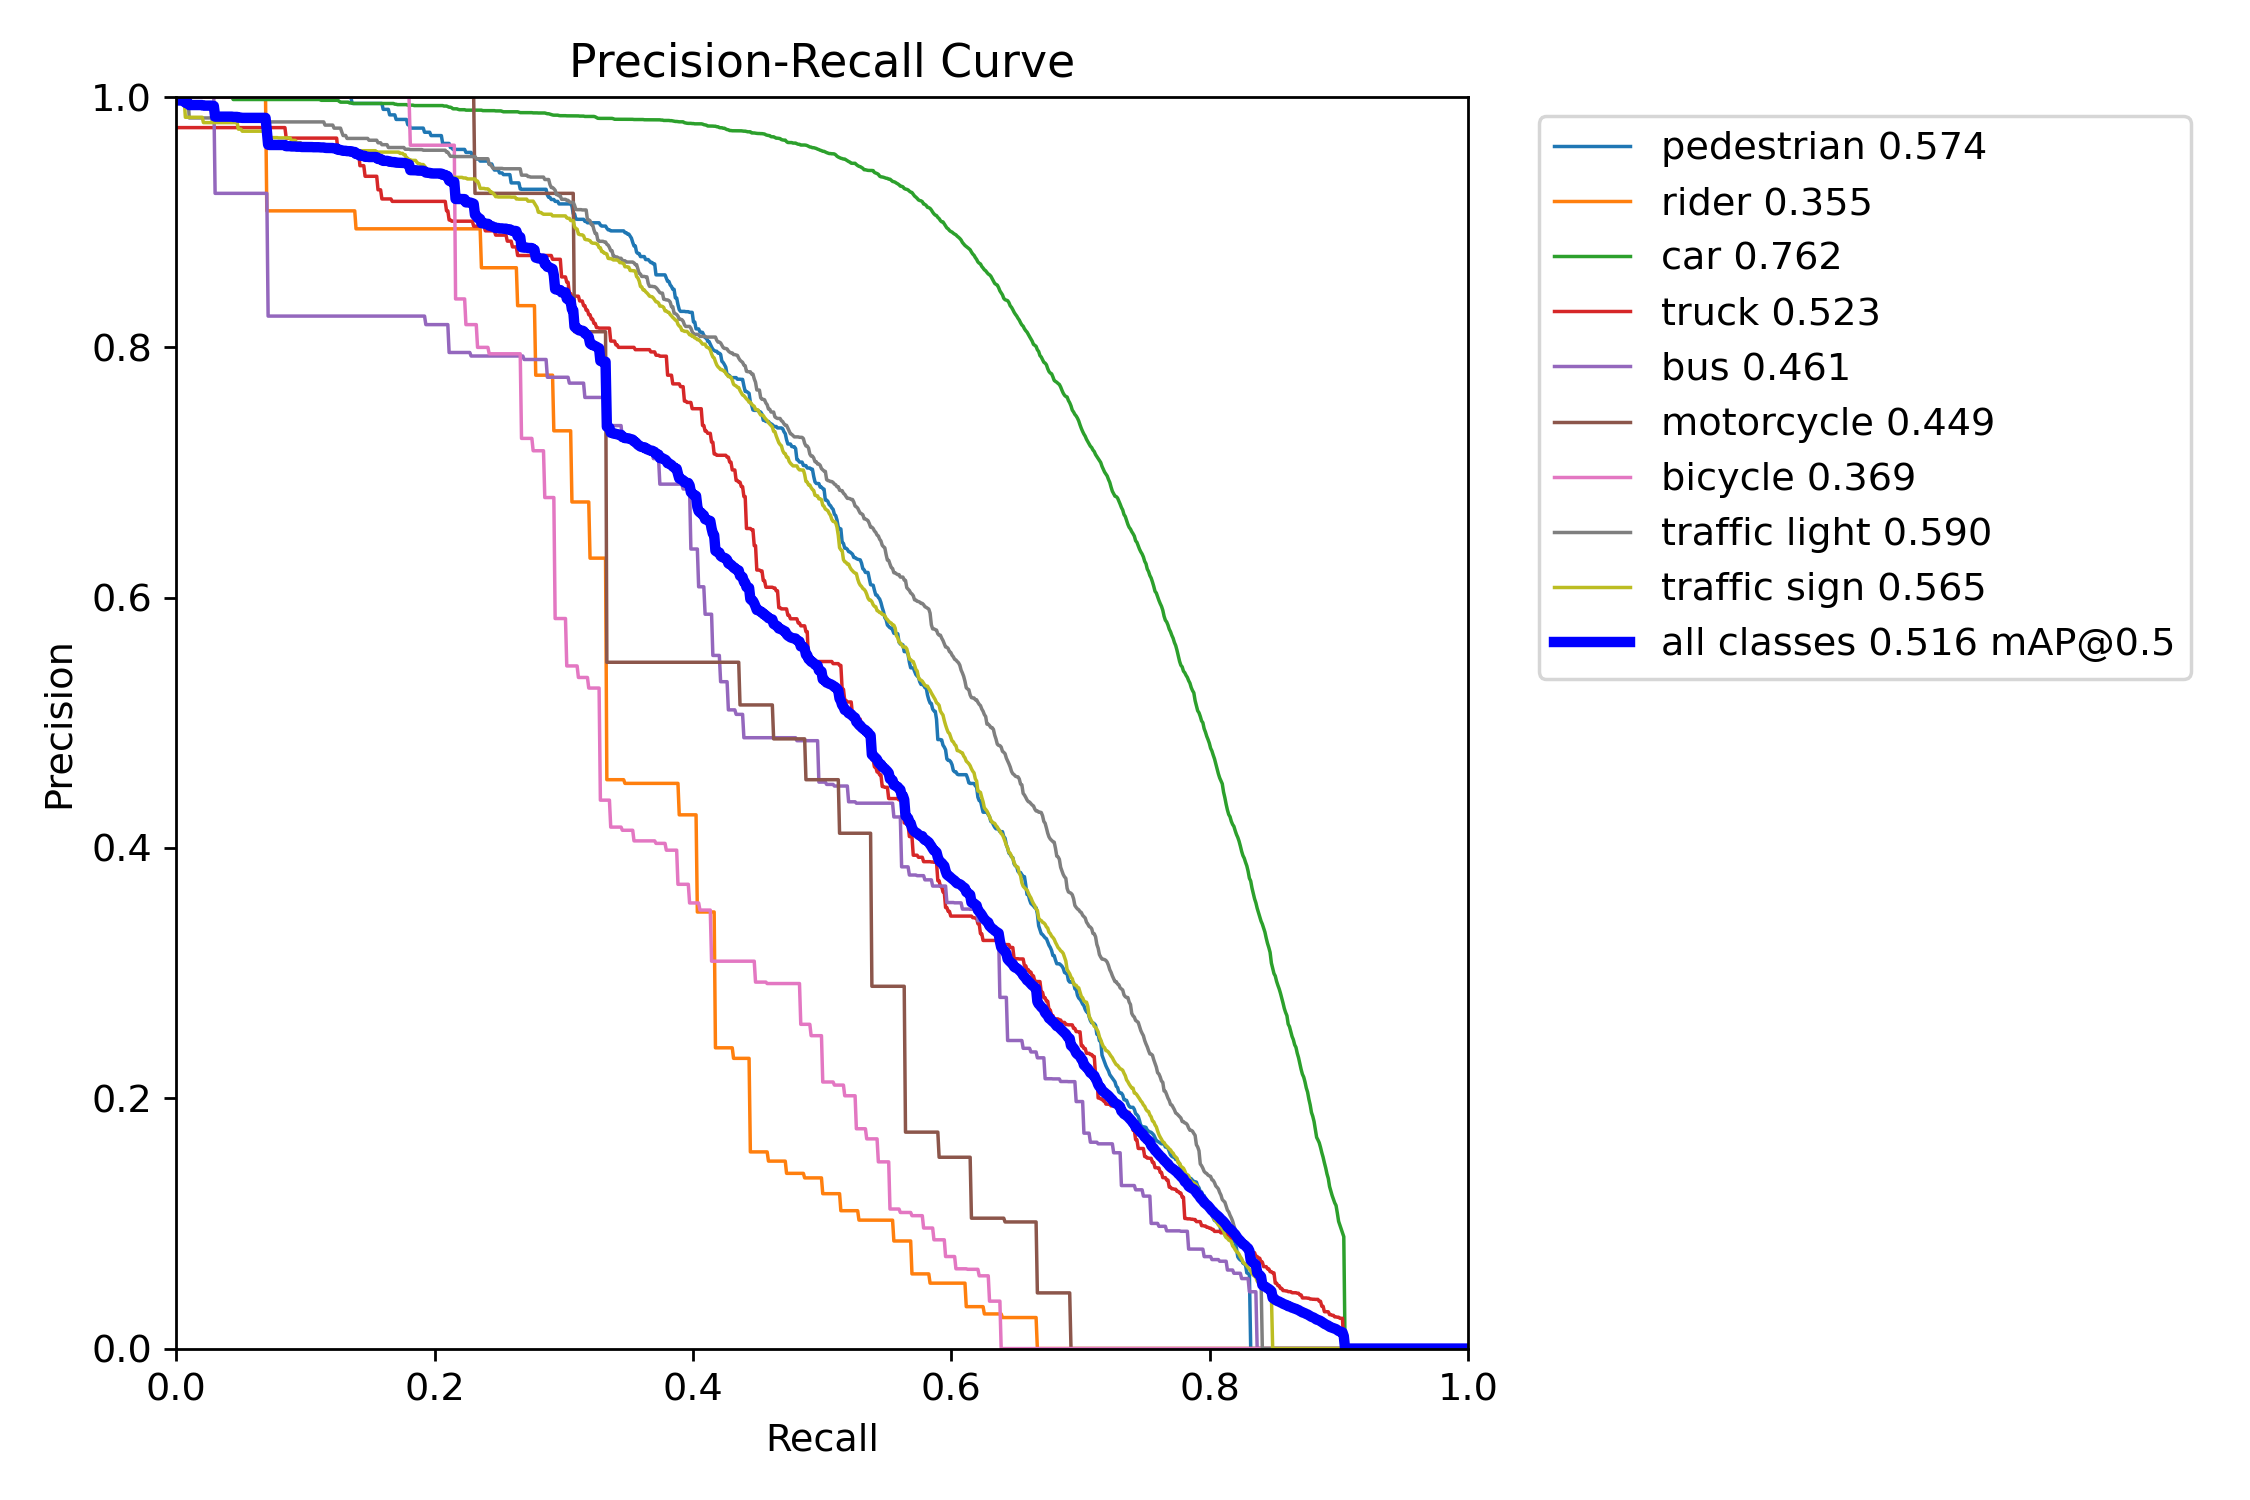 Precision-Recall Curve
1.0
0.8
0.6
0.4
0.2
0.0
Precision
0.0 0.2 0.4 0.6 0.8 1.0
Recall
pedestrian 0.574
rider 0.355
car 0.762
truck 0.523
bus 0.461
motorcycle 0.449
bicycle 0.369
traffic light 0.590
traffic sign 0.565
all classes 0.516 mAP@0.5